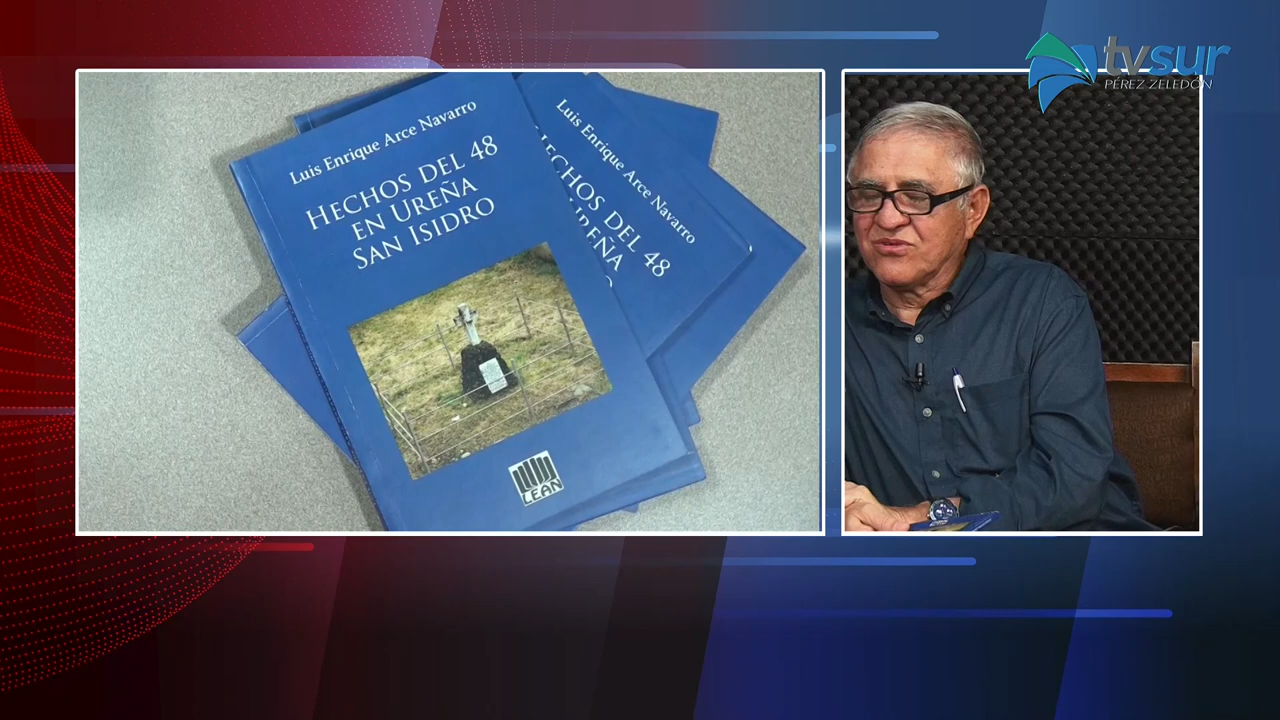 Luis Enrique Arce Navarro
HECHOS DEL 48
EN UREÑA
SAN ISIDRO
LEAN
Luis Enrique Arce Navarro
HECHOS DEL 48
UREÑA
tvsur
PÉREZ ZELEDÓN